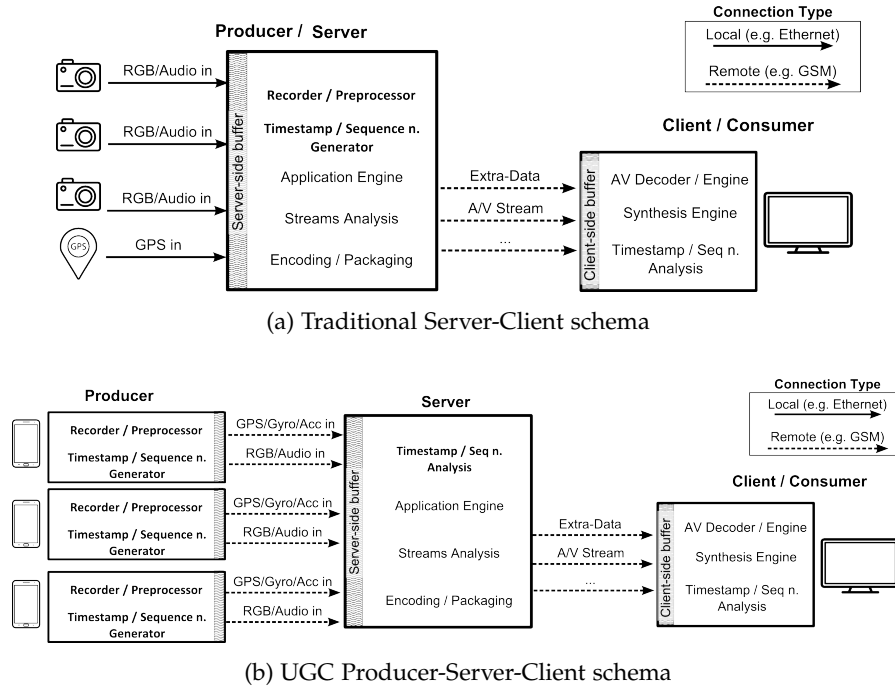 Connection Type
Local (e.g. Ethernet)
Remote (e.g. GSM)
Producer / Server
RGB/Audio in
RGB/Audio in
RGB/Audio in
GPS
GPS in
Server-side buffer
Recorder / Preprocessor
Timestamp / Sequence n.
Generator
Application Engine
Streams Analysis
Encoding / Packaging
Extra-Data
A/V Stream
...
Client / Consumer
Client-side buffer
AV Decoder / Engine
Synthesis Engine
Timestamp / Seq n.
Analysis
(a) Traditional Server-Client schema
Connection Type
Local (e.g. Ethernet)
Remote (e.g. GSM)
Producer
Recorder / Preprocessor
Timestamp / Sequence n.
Generator
Recorder / Preprocessor
Timestamp / Sequence n.
Generator
Recorder / Preprocessor
Timestamp / Sequence n.
Generator
GPS/Gyro/Acc in
RGB/Audio in
GPS/Gyro/Acc in
RGB/Audio in
GPS/Gyro/Acc in
RGB/Audio in
Server
Server-side buffer
Timestamp / Seq n.
Analysis
Application Engine
Streams Analysis
Encoding / Packaging
Extra-Data
A/V Stream
...
Client / Consumer
Client-side buffer
AV Decoder / Engine
Synthesis Engine
Timestamp / Seq n.
Analysis
(b) UGC Producer-Server-Client schema